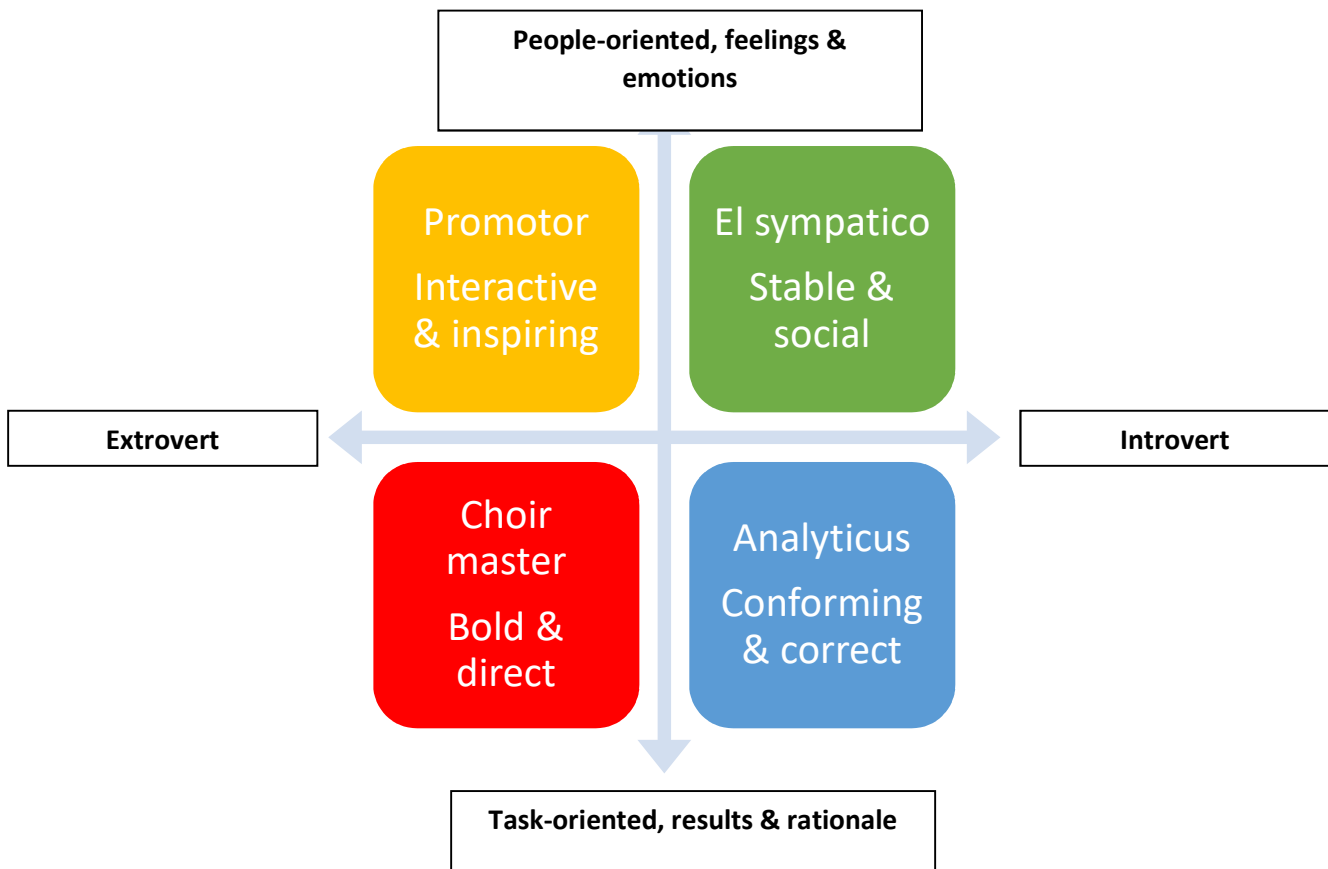 People-oriented, feelings &
emotions
Promotor
Interactive
& inspiring
El sympatico
Stable &
social
Extrovert
Introvert
Choir
master
Bold &
direct
Analyticus
Conforming
& correct
Task-oriented, results & rationale